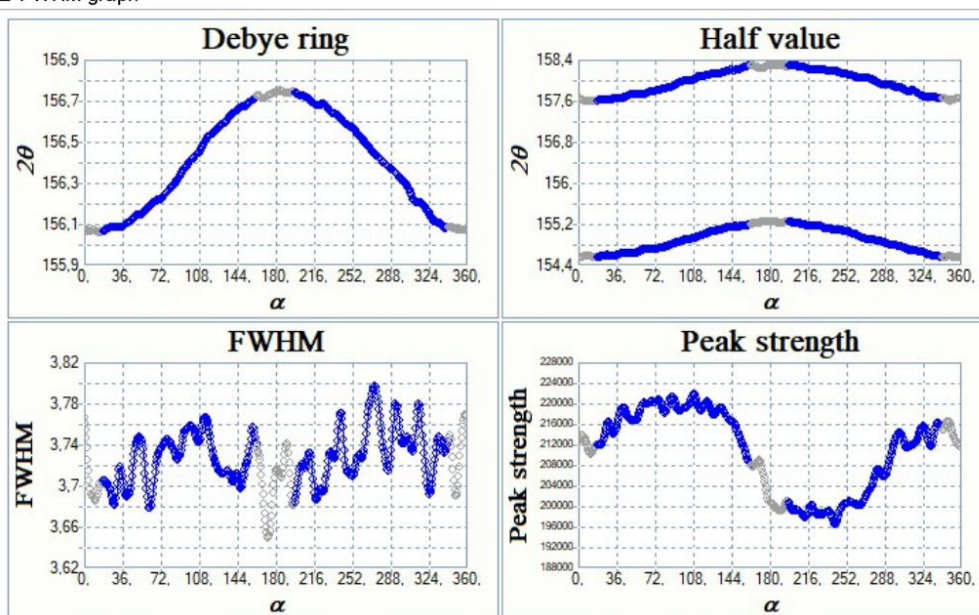 Debye ring
2θ
156.9
156.7
156.5
156.3
156.1
155.9
0. 36. 72. 108. 144. 180. 216. 252. 288. 324. 360.
α
Half value
2θ
158.4
157.6
156.8
156.
155.2
154.4
0. 36. 72. 108. 144. 180. 216. 252. 288. 324. 360.
α
FWHM
FWHM
3.82
3.78
3.74
3.7
3.66
3.62
0. 36. 72. 108. 144. 180. 216. 252. 288. 324. 360.
α
Peak strength
Peak strength
228000
224000
220000
216000
212000
208000
204000
200000
196000
192000
188000
0. 36. 72. 108. 144. 180. 216. 252. 288. 324. 360.
α